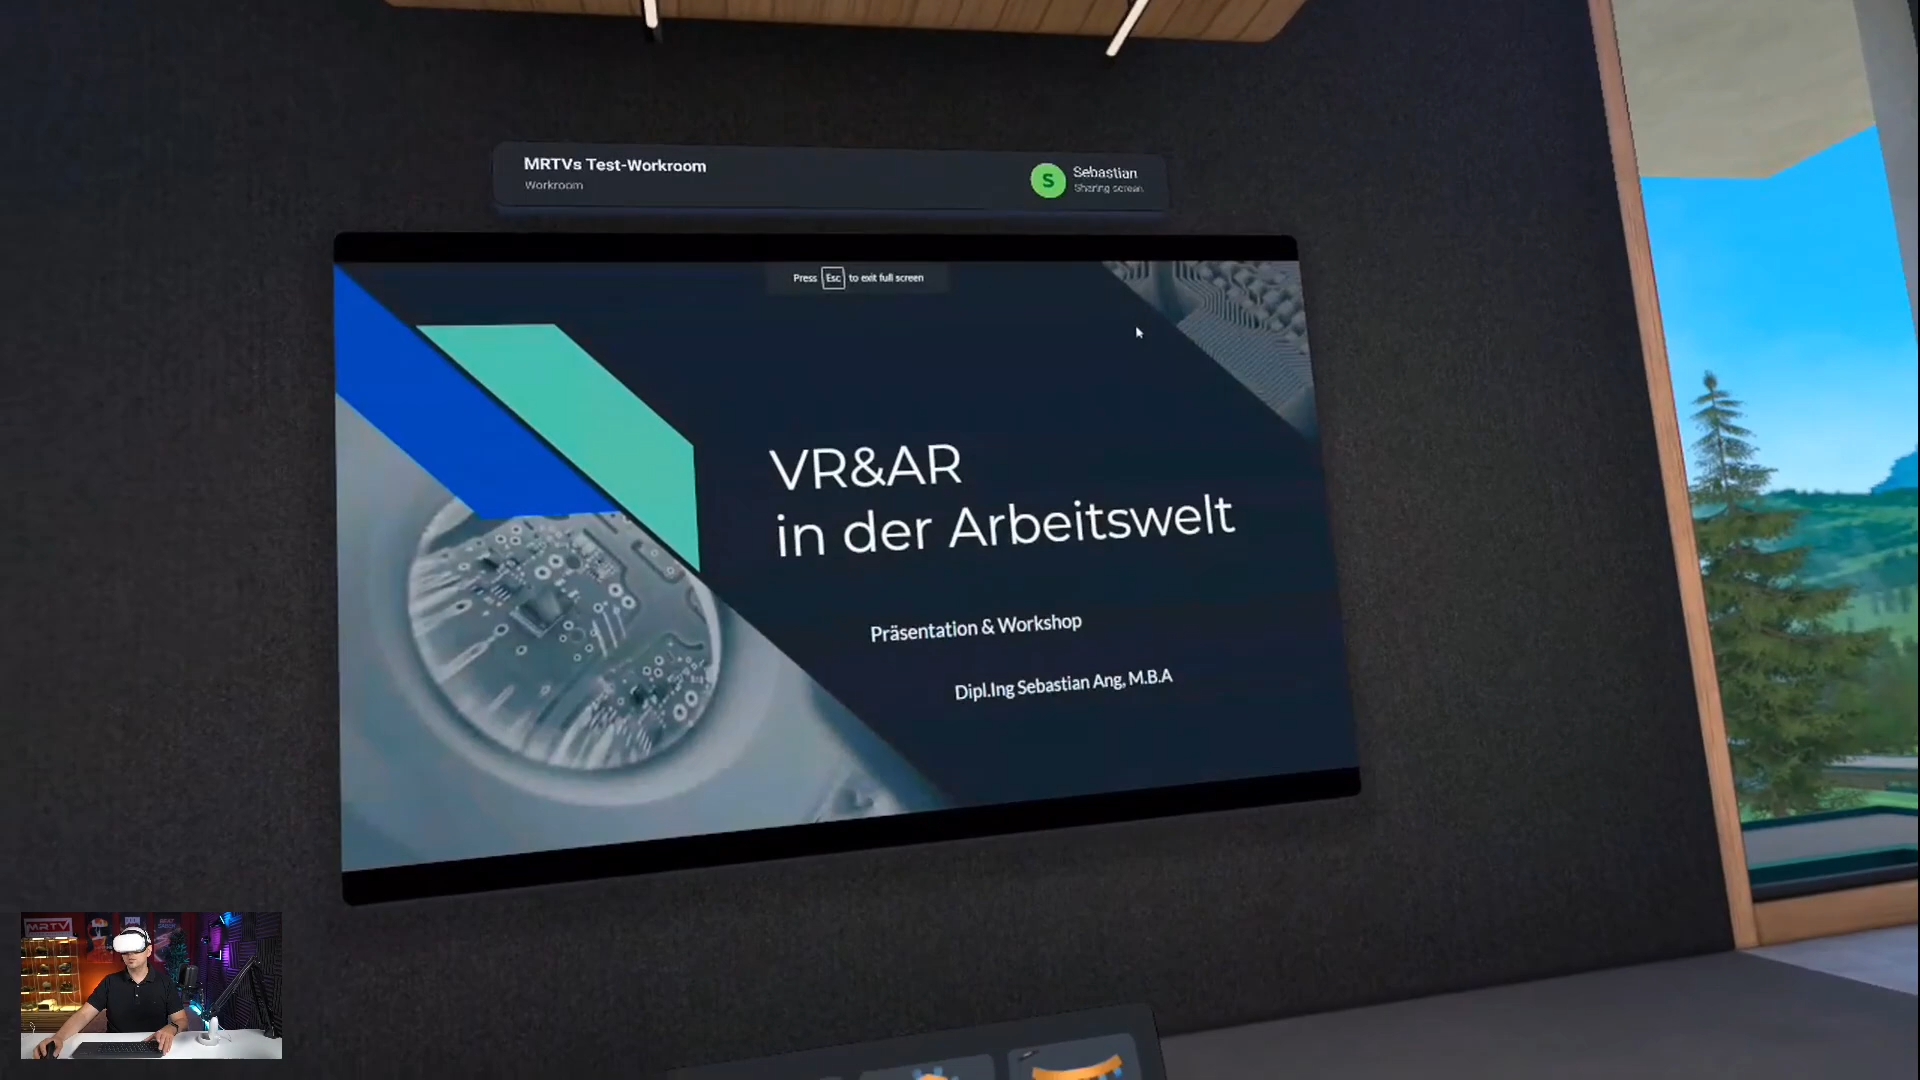 MRTVs Test-Workroom
Workroom
S
Sebastian
Sharing screen
Press Esc to exit full screen
VR&AR
in der Arbeitswelt
Präsentation & Workshop
Dipl.Ing Sebastian Ang, M.B.A
MRTV